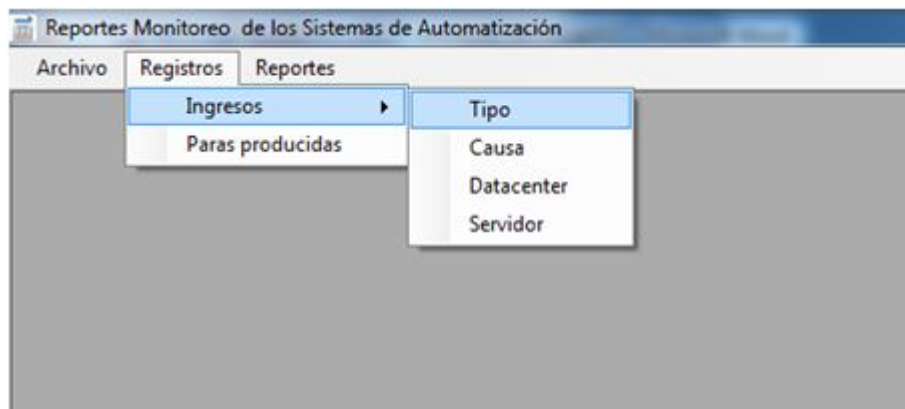 Reportes Monitoreo de los Sistemas de Automatización
Archivo Registros Reportes
Ingresos Tipo
Paras producidas Causa
Datacenter
Servidor